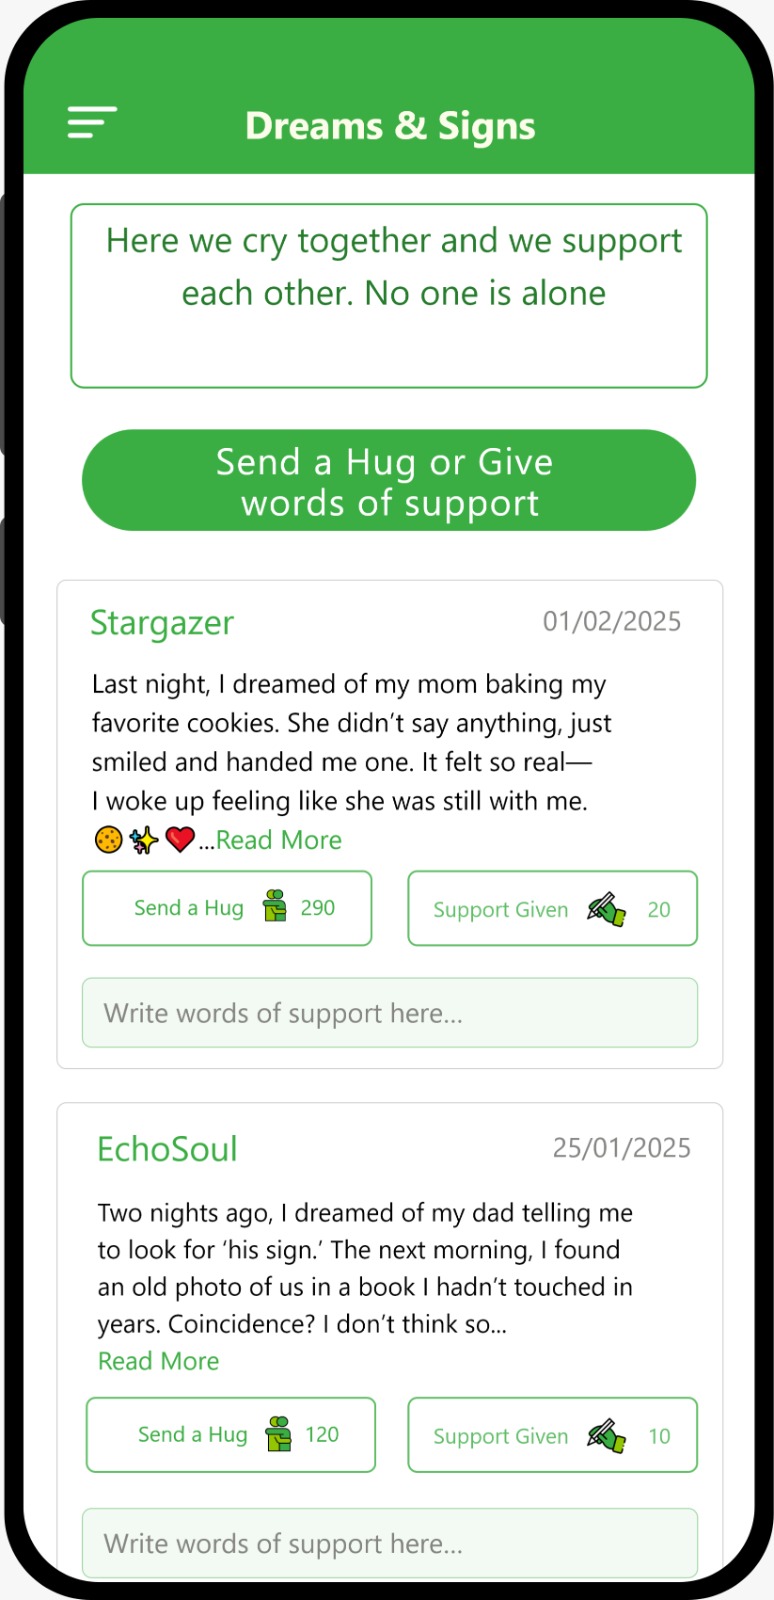 Dreams & Signs
Here we cry together and we support
each other. No one is alone
Send a Hug or Give
words of support
Stargazer 01/02/2025
Last night, I dreamed of my mom baking my
favorite cookies. She didn’t say anything, just
smiled and handed me one. It felt so real—
I woke up feeling like she was still with me.
🍪✨❤️...Read More
Send a Hug 290 Support Given 20
Write words of support here...
EchoSoul 25/01/2025
Two nights ago, I dreamed of my dad telling me
to look for ‘his sign.’ The next morning, I found
an old photo of us in a book I hadn’t touched in
years. Coincidence? I don’t think so...
Read More
Send a Hug 120 Support Given 10
Write words of support here...